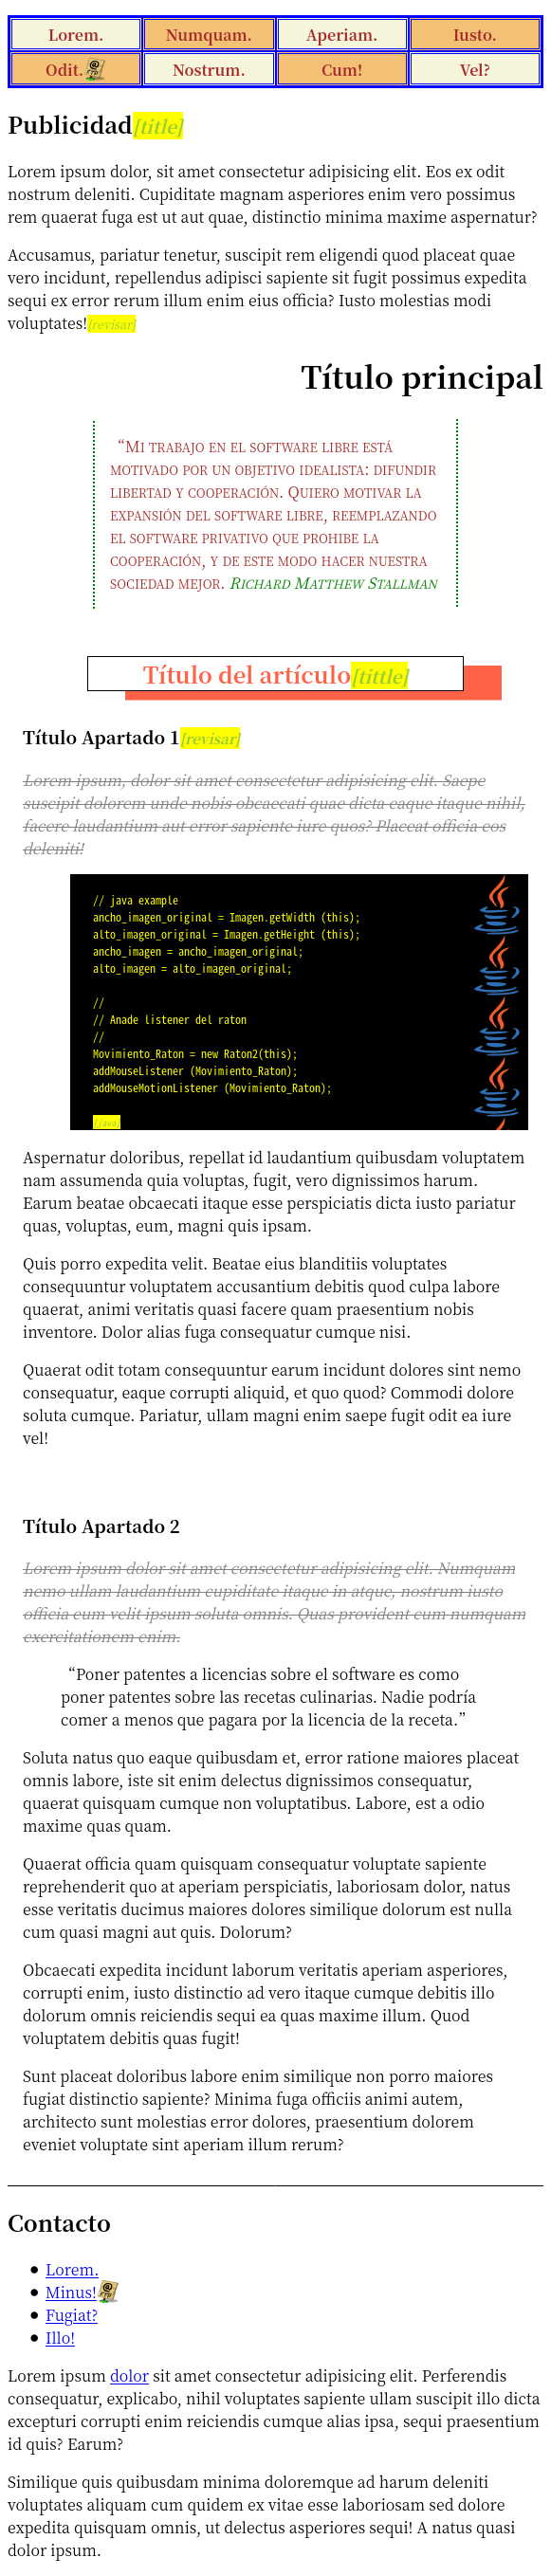 Lorem. Numquam. Aperiam. Iusto.
Odit. Nostrum. Cum! Vel?
Publicidad[title]
Lorem ipsum dolor, sit amet consectetur adipisicing elit. Eos ex odit
nostrum deleniti. Cupiditate magnam asperiores enim vero possimus
rem quaerat fuga est ut aut quae, distinctio minima maxime aspernatur?
Accusamus, pariatur tenetur, suscipit rem eligendi quod placeat quae
vero incidunt, repellendus adipisci sapiente sit fugit possimus expedita
sequi ex error rerum illum enim eius officia? Iusto molestias modi
voluptates![revisar]
Título principal
“Mi trabajo en el software libre está
motivado por un objetivo idealista: difundir
libertad y cooperación. Quiero motivar la
expansión del software libre, reemplazando
el software privativo que prohibe la
cooperación, y de este modo hacer nuestra
sociedad mejor. Richard Matthew Stallman
Título del artículo[tittle]
Título Apartado 1[revisar]
Lorem ipsum, dolor sit amet consectetur adipisicing elit. Saepe
suscipit dolorem unde nobis obcaecati quae dicta eaque itaque nihil,
facere laudantium aut error sapiente iure quos? Placeat officia eos
deleniti!
// java example
ancho_imagen_original = Imagen.getWidth (this);
alto_imagen_original = Imagen.getHeight (this);
ancho_imagen = ancho_imagen_original;
alto_imagen = alto_imagen_original;
//
// Anade listener del raton
//
Movimiento_Raton = new Raton2(this);
addMouseListener (Movimiento_Raton);
addMouseMotionListener (Movimiento_Raton);
[java]
Aspernatur doloribus, repellat id laudantium quibusdam voluptatem
nam assumenda quia voluptas, fugit, vero dignissimos harum.
Earum beatae obcaecati itaque esse perspiciatis dicta iusto pariatur
quas, voluptas, eum, magni quis ipsam.
Quis porro expedita velit. Beatae eius blanditiis voluptates
consequuntur voluptatem accusantium debitis quod culpa labore
quaerat, animi veritatis quasi facere quam praesentium nobis
inventore. Dolor alias fuga consequatur cumque nisi.
Quaerat odit totam consequuntur earum incidunt dolores sint nemo
consequatur, eaque corrupti aliquid, et quo quod? Commodi dolore
soluta cumque. Pariatur, ullam magni enim saepe fugit odit ea iure
vel!
Título Apartado 2
Lorem ipsum dolor sit amet consectetur adipisicing elit. Numquam
nemo ullam laudantium cupiditate itaque in atque, nostrum iusto
officia eum velit ipsum soluta omnis. Quas provident cum numquam
exercitationem enim.
“Poner patentes a licencias sobre el software es como
poner patentes sobre las recetas culinarias. Nadie podría
comer a menos que pagara por la licencia de la receta.”
Soluta natus quo eaque quibusdam et, error ratione maiores placeat
omnis labore, iste sit enim delectus dignissimos consequatur,
quaerat quisquam cumque non voluptatibus. Labore, est a odio
maxime quas quam.
Quaerat officia quam quisquam consequatur voluptate sapiente
reprehenderit quo at aperiam perspiciatis, laboriosam dolor, natus
esse veritatis ducimus maiores dolores similique dolorum est nulla
cum quasi magni aut quis. Dolorum?
Obcaecati expedita incidunt laborum veritatis aperiam asperiores,
corrupti enim, iusto distinctio ad vero itaque cumque debitis illo
dolorum omnis reiciendis sequi ea quas maxime illum. Quod
voluptatem debitis quas fugit!
Sunt placeat doloribus labore enim similique non porro maiores
fugiat distinctio sapiente? Minima fuga officiis animi autem,
architecto sunt molestias error dolores, praesentium dolorem
eveniet voluptate sint aperiam illum rerum?
Contacto
Lorem.
Minus!
Fugiat?
Illo!
Lorem ipsum dolor sit amet consectetur adipisicing elit. Perferendis
consequatur, explicabo, nihil voluptates sapiente ullam suscipit illo dicta
excepturi corrupti enim reiciendis cumque alias ipsa, sequi praesentium
id quis? Earum?
Similique quis quibusdam minima doloremque ad harum deleniti
voluptates aliquam cum quidem ex vitae esse laboriosam sed dolore
expedita quisquam omnis, ut delectus asperiores sequi! A natus quasi
dolor ipsum.